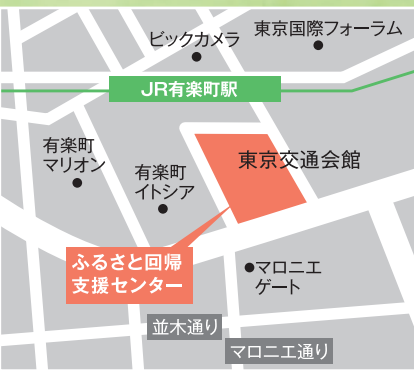 ビックカメラ
東京国際フォーラム
JR有楽町駅
有楽町
マリオン
有楽町
イトシア
東京交通会館
ふるさと回帰
支援センター
マロニエ
ゲート
並木通り
マロニエ通り